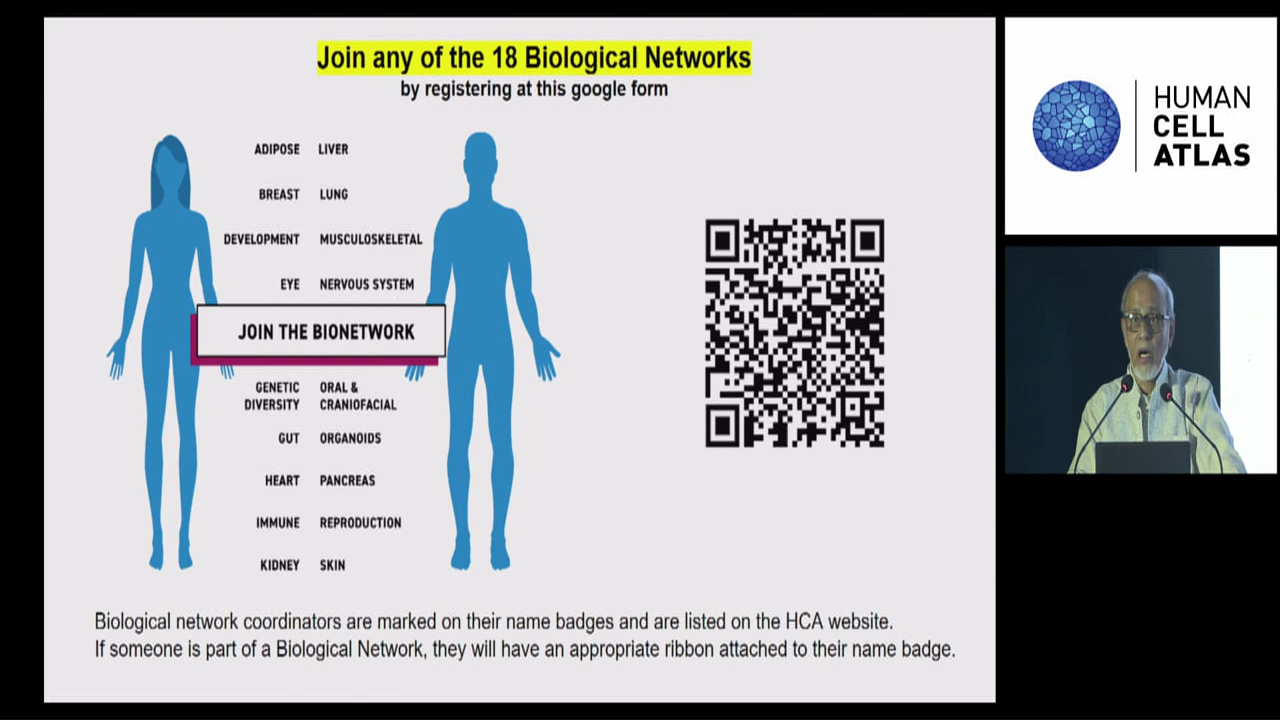 Join any of the 18 Biological Networks
by registering at this google form
ADIPOSE LIVER
BREAST LUNG
DEVELOPMENT MUSCULOSKELETAL
EYE NERVOUS SYSTEM
JOIN THE BIONETWORK
GENETIC DIVERSITY
ORAL & CRANIOFACIAL
GUT ORGANOIDS
HEART PANCREAS
IMMUNE REPRODUCTION
KIDNEY SKIN
Biological network coordinators are marked on their name badges and are listed on the HCA website.
If someone is part of a Biological Network, they will have an appropriate ribbon attached to their name badge.
HUMAN
CELL
ATLAS